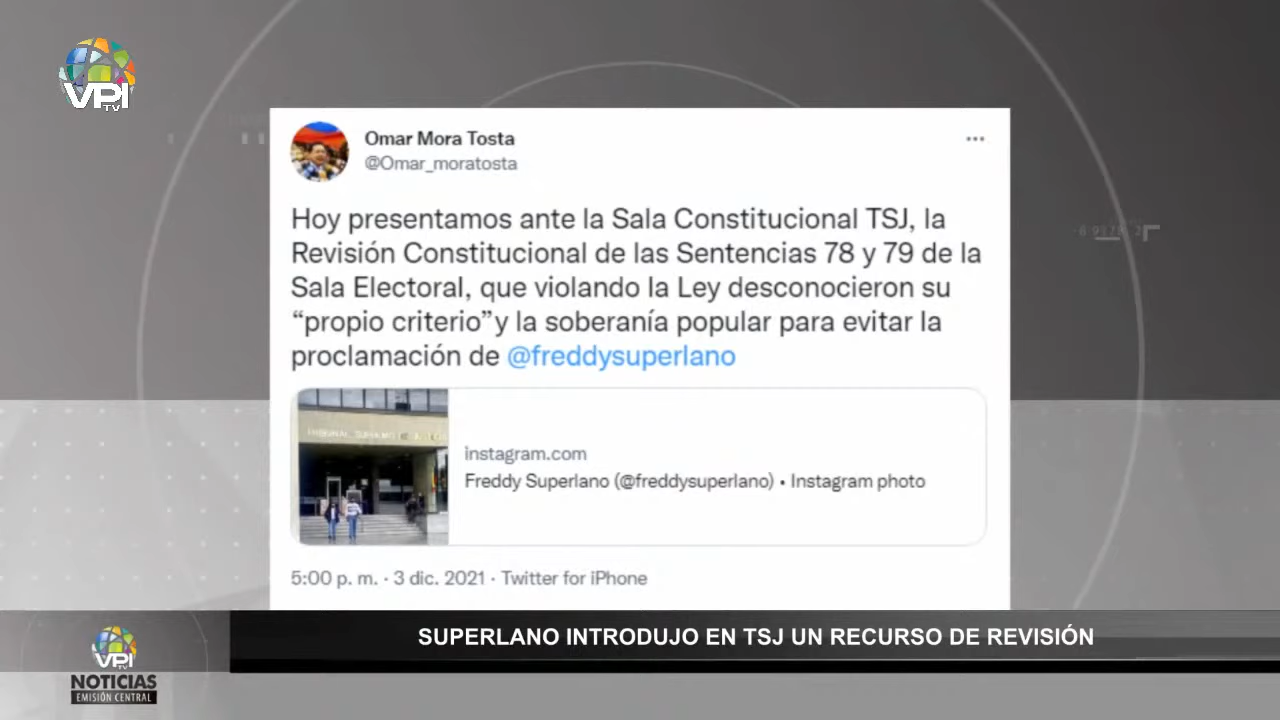 VPI
TV
Omar Mora Tosta
@Omar_moratosta
Hoy presentamos ante la Sala Constitucional TSJ, la
Revisión Constitucional de las Sentencias 78 y 79 de la
Sala Electoral, que violando la Ley desconocieron su
“propio criterio”y la soberanía popular para evitar la
proclamación de @freddysuperlano
instagram.com
Freddy Superlano (@freddysuperlano) • Instagram photo
5:00 p. m. · 3 dic. 2021 · Twitter for iPhone
SUPERLANO INTRODUJO EN TSJ UN RECURSO DE REVISIÓN
VPI
TV
NOTICIAS
EMISIÓN CENTRAL